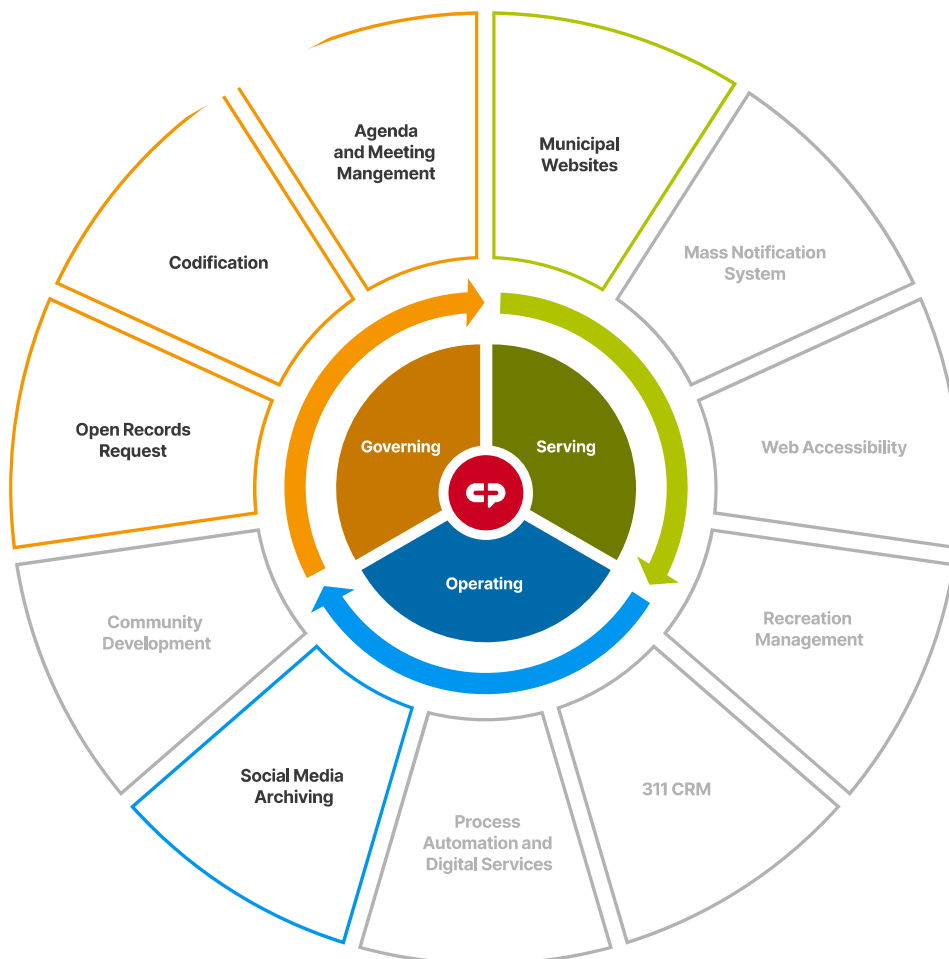 Agenda
and Meeting
Mangement
Municipal
Websites
Mass Notification
System
Web Accessibility
Recreation
Management
311 CRM
Process
Automation and
Digital Services
Social Media
Archiving
Community
Development
Open Records
Request
Codification
Governing
Serving
Operating